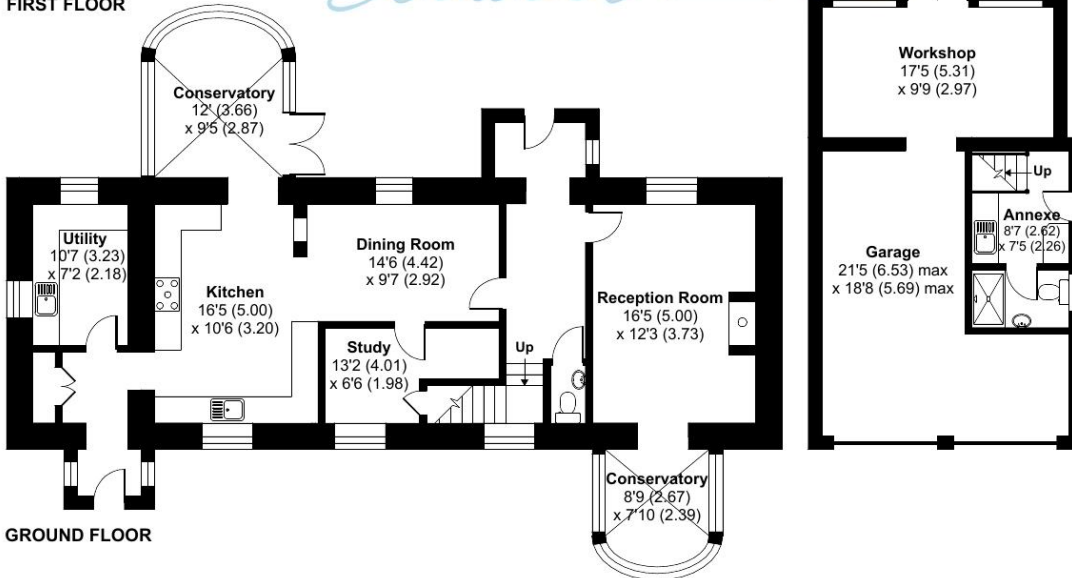 FIRST FLOOR
Conservatory
12' (3.66)
x 9'5 (2.87)
Workshop
17'5 (5.31)
x 9'9 (2.97)
Utility
10'7 (3.23)
x 7'2 (2.18)
Kitchen
16'5 (5.00)
x 10'6 (3.20)
Dining Room
14'6 (4.42)
x 9'7 (2.92)
Study
13'2 (4.01)
x 6'6 (1.98)
Up
Reception Room
16'5 (5.00)
x 12'3 (3.73)
Garage
21'5 (6.53) max
x 18'8 (5.69) max
Up
Annexe
8'7 (2.62)
x 7'5 (2.26)
Conservatory
8'9 (2.67)
x 7'10 (2.39)
GROUND FLOOR